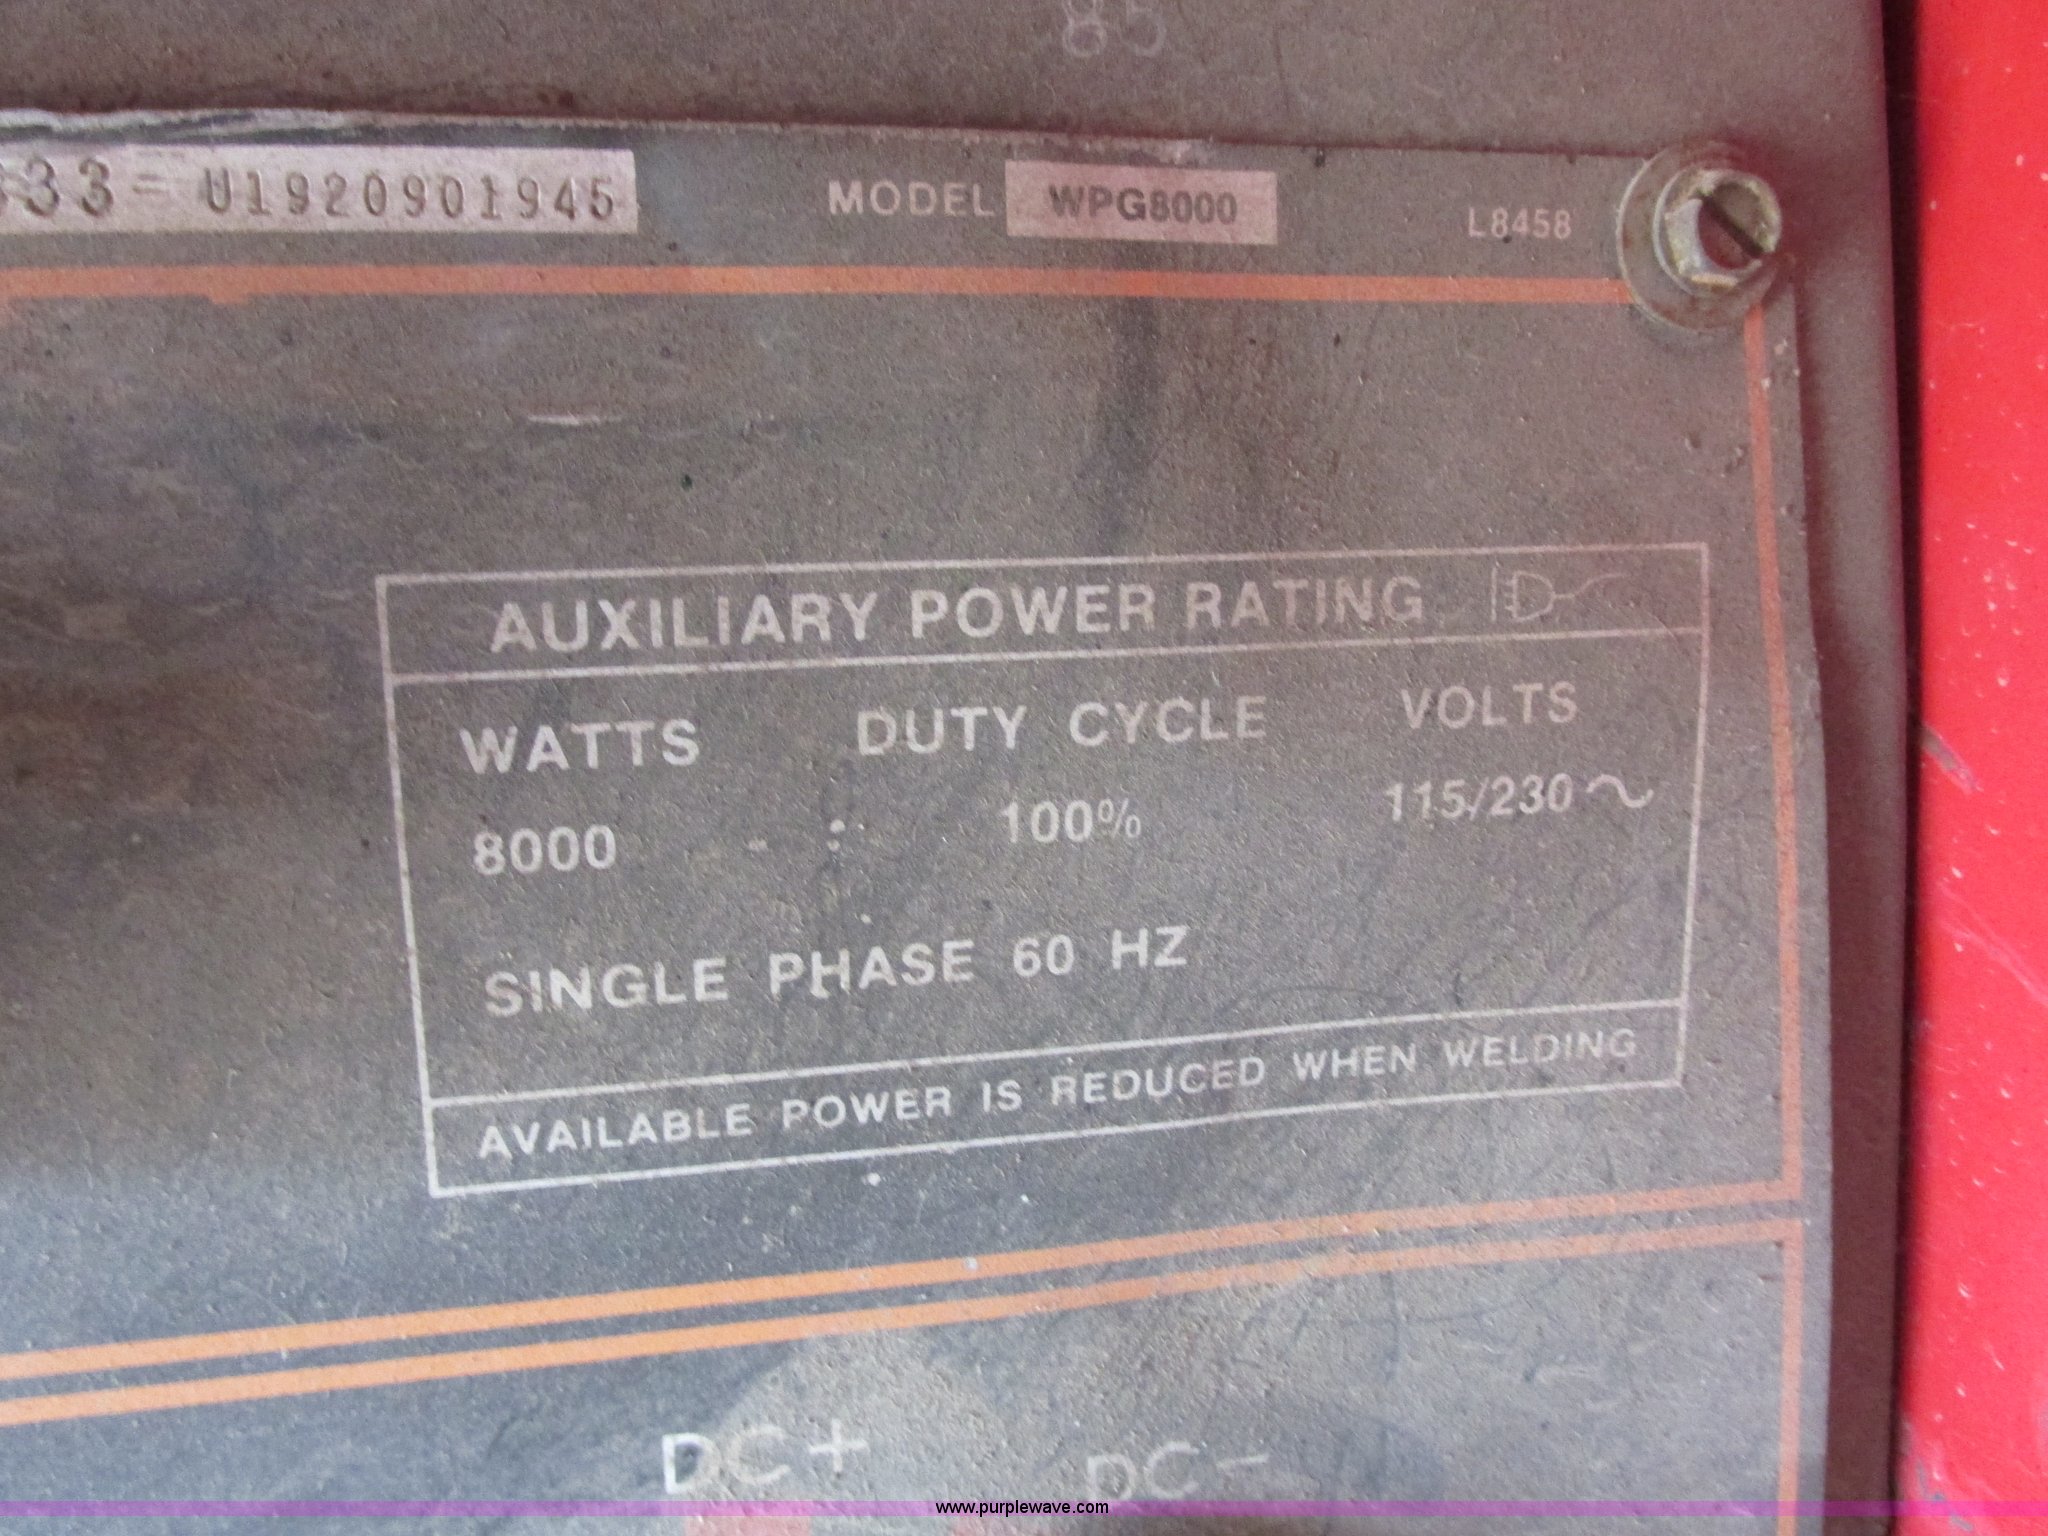 85
333- U1920901945 MODEL WPG8000 L8458
AUXILIARY POWER RATING
WATTS DUTY CYCLE VOLTS
8000 100% 115/230~
SINGLE PHASE 60 HZ
AVAILABLE POWER IS REDUCED WHEN WELDING
DC+ DC-
www.purplewave.com